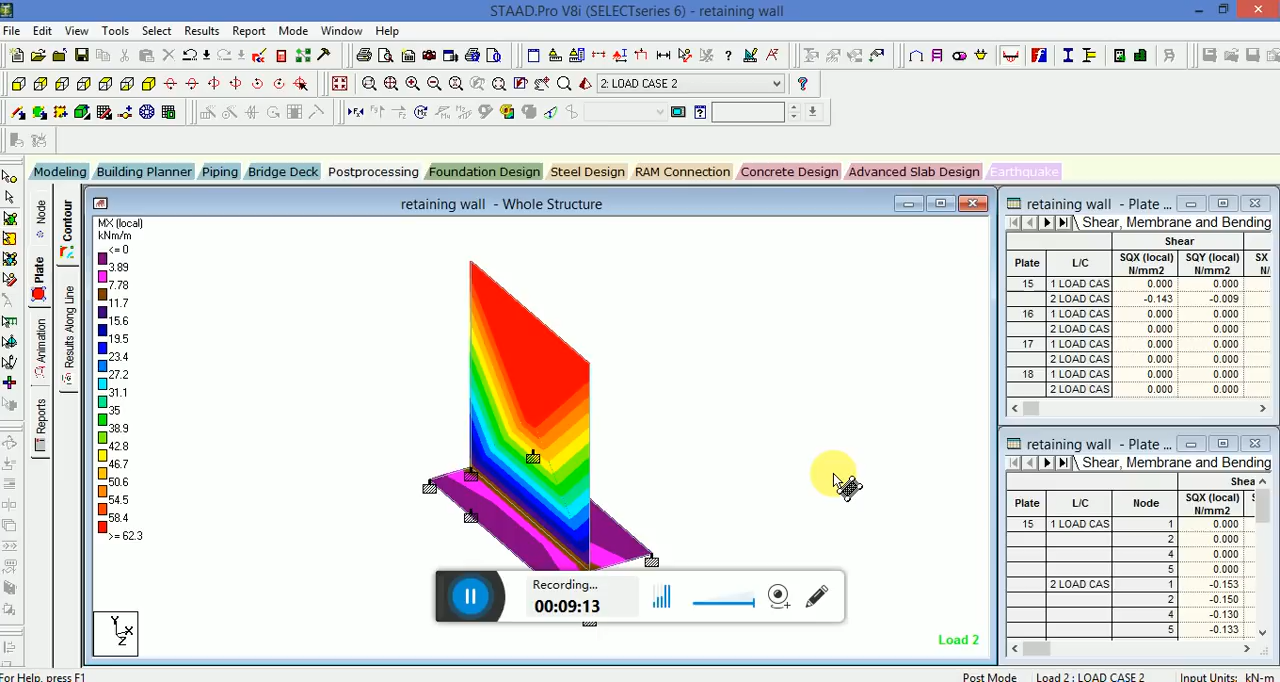 STAAD.Pro V8i (SELECTseries 6) - retaining wall
File Edit View Tools Select Results Report Mode Window Help
2: LOAD CASE 2
Modeling Building Planner Piping Bridge Deck Postprocessing Foundation Design Steel Design RAM Connection Concrete Design Advanced Slab Design Earthquake
Node
Plate
Animation
Reports
Contour
Results Along Line
retaining wall - Whole Structure
MX (local)
kNm/m
<= 0
3.89
7.78
11.7
15.6
19.5
23.4
27.2
31.1
35
38.9
42.8
46.7
50.6
54.5
58.4
>= 62.3
Y
X
Z
Load 2
Recording...
00:09:13
retaining wall - Plate ...
Shear, Membrane and Bending
Shear
Plate L/C SQX (local) N/mm2 SQY (local) N/mm2 SX N/
15 1 LOAD CAS 0.000 0.000
2 LOAD CAS -0.143 -0.009
16 1 LOAD CAS 0.000 0.000
2 LOAD CAS 0.000 0.000
17 1 LOAD CAS 0.000 0.000
2 LOAD CAS 0.000 0.000
18 1 LOAD CAS 0.000 0.000
2 LOAD CAS 0.000 0.000
retaining wall - Plate ...
Shear, Membrane and Bending
Shea
Plate L/C Node SQX (local) N/mm2
15 1 LOAD CAS 1 0.000
2 0.000
4 0.000
5 0.000
2 LOAD CAS 1 -0.153
2 -0.150
4 -0.130
5 -0.133
For Help, press F1
Post Mode Load 2 : LOAD CASE 2 Input Units: kN-m